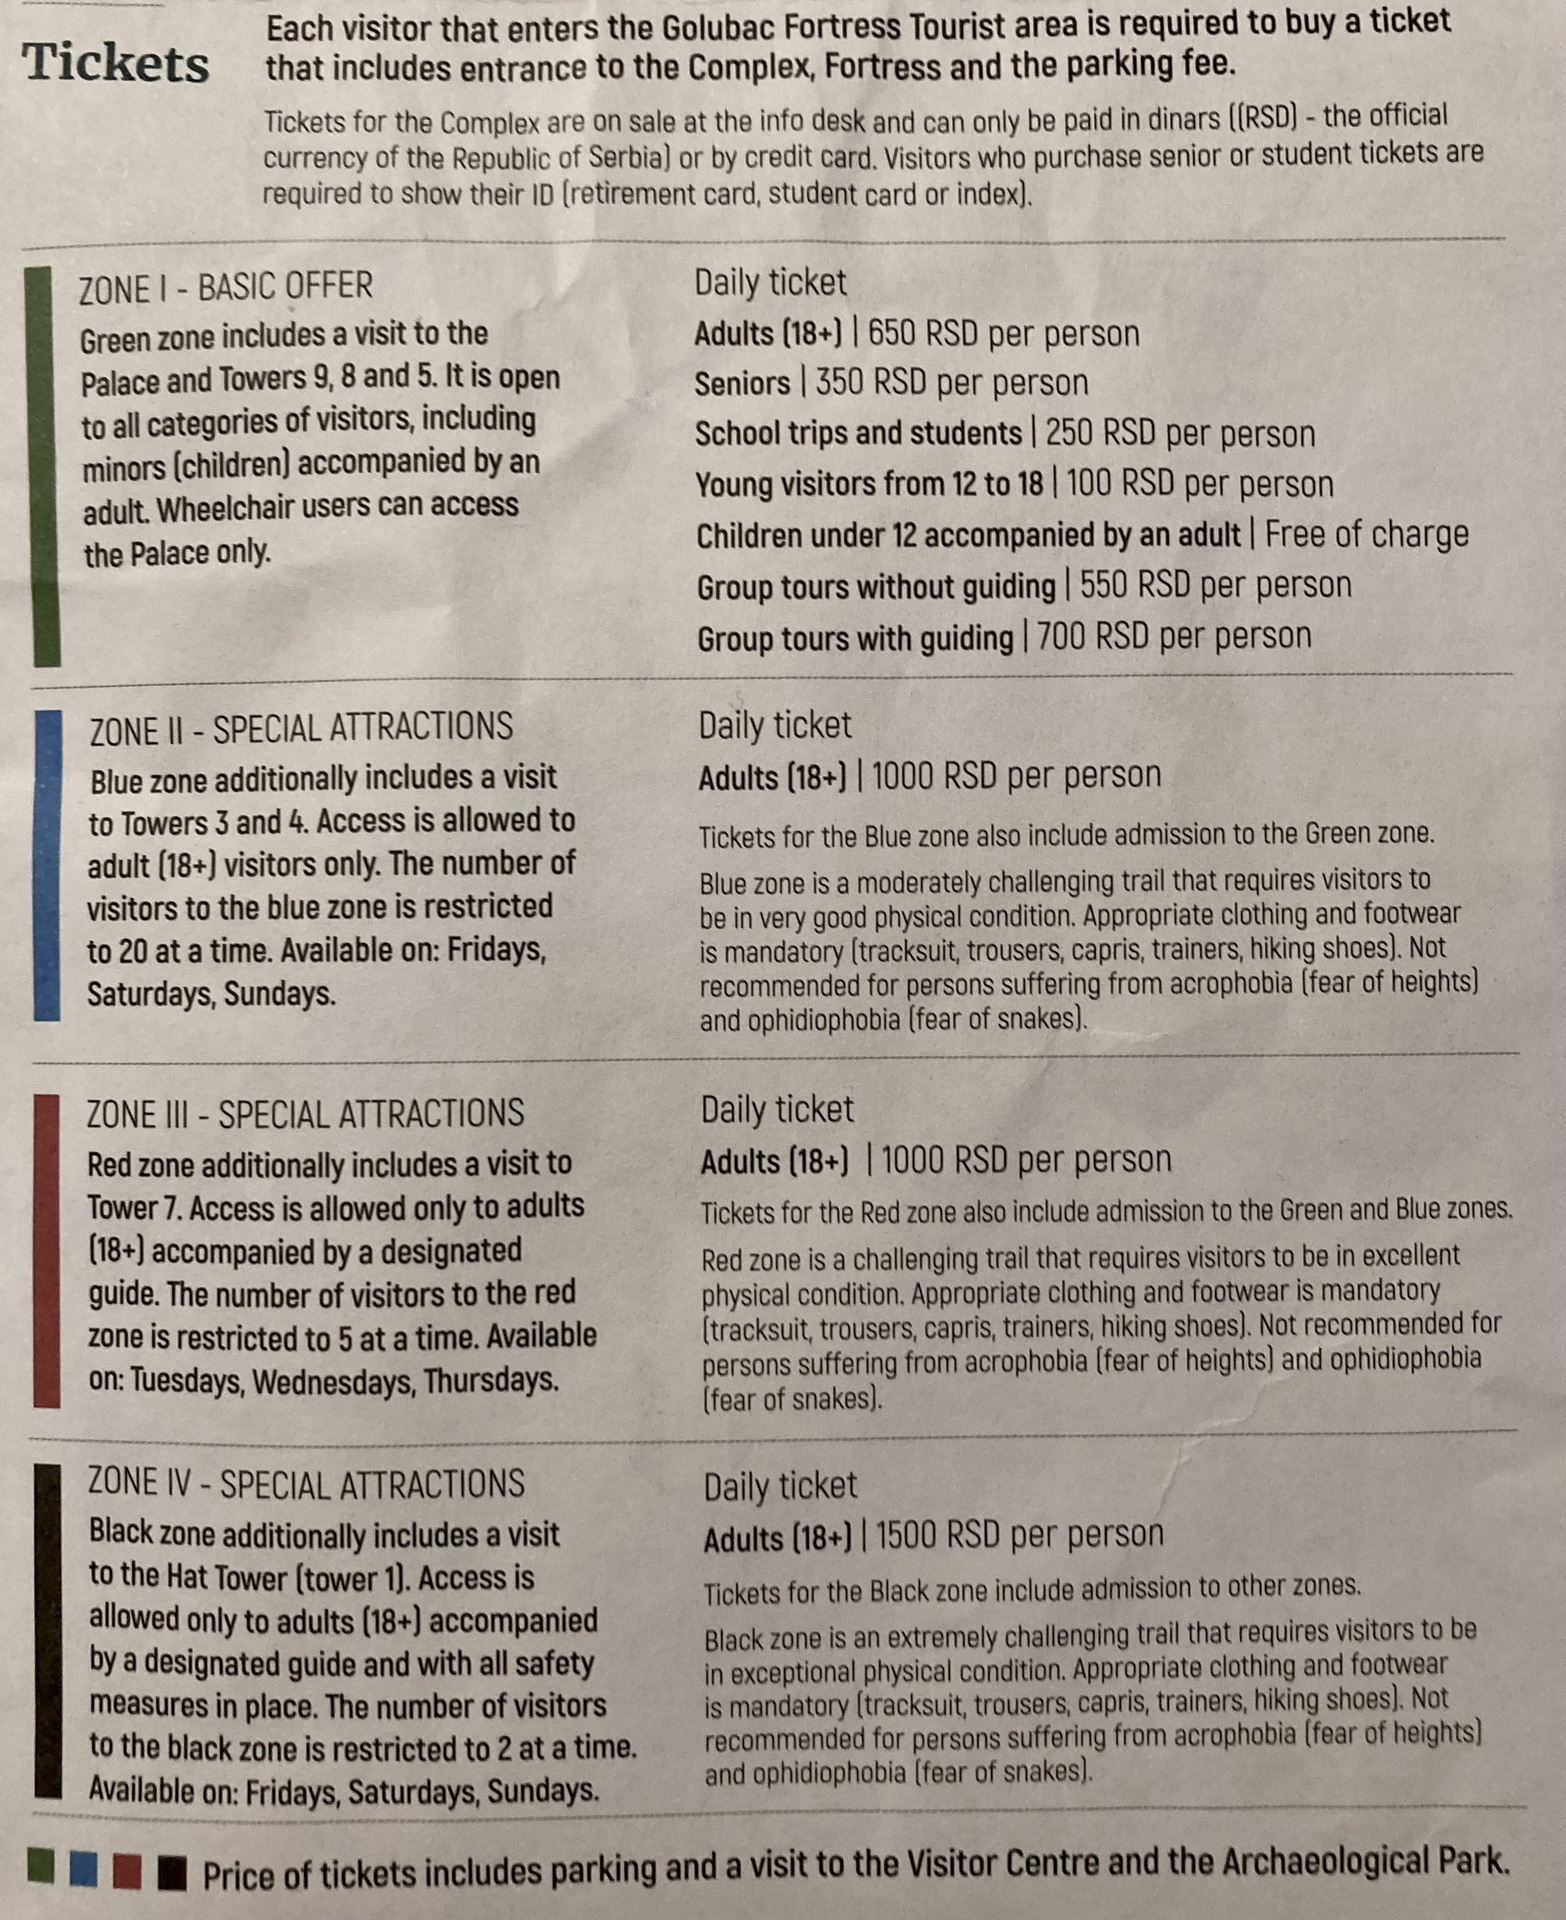 Tickets
Each visitor that enters the Golubac Fortress Tourist area is required to buy a ticket
that includes entrance to the Complex, Fortress and the parking fee.
Tickets for the Complex are on sale at the info desk and can only be paid in dinars ((RSD) - the official
currency of the Republic of Serbia) or by credit card. Visitors who purchase senior or student tickets are
required to show their ID (retirement card, student card or index).
ZONE I - BASIC OFFER
Green zone includes a visit to the
Palace and Towers 9, 8 and 5. It is open
to all categories of visitors, including
minors (children) accompanied by an
adult. Wheelchair users can access
the Palace only.
Daily ticket
Adults (18+) | 650 RSD per person
Seniors | 350 RSD per person
School trips and students | 250 RSD per person
Young visitors from 12 to 18 | 100 RSD per person
Children under 12 accompanied by an adult | Free of charge
Group tours without guiding | 550 RSD per person
Group tours with guiding | 700 RSD per person
ZONE II - SPECIAL ATTRACTIONS
Blue zone additionally includes a visit
to Towers 3 and 4. Access is allowed to
adult (18+) visitors only. The number of
visitors to the blue zone is restricted
to 20 at a time. Available on: Fridays,
Saturdays, Sundays.
Daily ticket
Adults (18+) | 1000 RSD per person
Tickets for the Blue zone also include admission to the Green zone.
Blue zone is a moderately challenging trail that requires visitors to
be in very good physical condition. Appropriate clothing and footwear
is mandatory (tracksuit, trousers, capris, trainers, hiking shoes). Not
recommended for persons suffering from acrophobia (fear of heights)
and ophidiophobia (fear of snakes).
ZONE III - SPECIAL ATTRACTIONS
Red zone additionally includes a visit to
Tower 7. Access is allowed only to adults
(18+) accompanied by a designated
guide. The number of visitors to the red
zone is restricted to 5 at a time. Available
on: Tuesdays, Wednesdays, Thursdays.
Daily ticket
Adults (18+) | 1000 RSD per person
Tickets for the Red zone also include admission to the Green and Blue zones.
Red zone is a challenging trail that requires visitors to be in excellent
physical condition. Appropriate clothing and footwear is mandatory
(tracksuit, trousers, capris, trainers, hiking shoes). Not recommended for
persons suffering from acrophobia (fear of heights) and ophidiophobia
(fear of snakes).
ZONE IV - SPECIAL ATTRACTIONS
Black zone additionally includes a visit
to the Hat Tower (tower 1). Access is
allowed only to adults (18+) accompanied
by a designated guide and with all safety
measures in place. The number of visitors
to the black zone is restricted to 2 at a time.
Available on: Fridays, Saturdays, Sundays.
Daily ticket
Adults (18+) | 1500 RSD per person
Tickets for the Black zone include admission to other zones.
Black zone is an extremely challenging trail that requires visitors to be
in exceptional physical condition. Appropriate clothing and footwear
is mandatory (tracksuit, trousers, capris, trainers, hiking shoes). Not
recommended for persons suffering from acrophobia (fear of heights)
and ophidiophobia (fear of snakes).
Price of tickets includes parking and a visit to the Visitor Centre and the Archaeological Park.